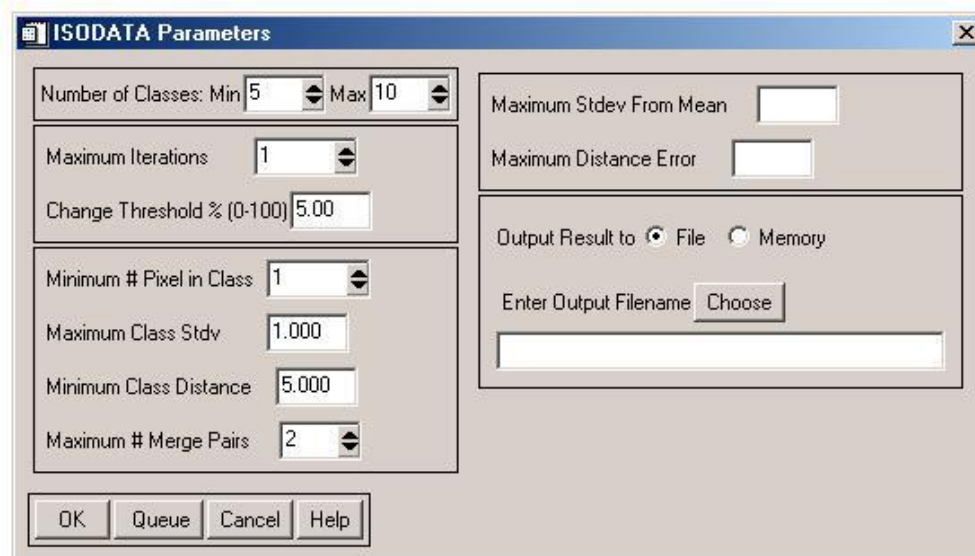 ISODATA Parameters
Number of Classes: Min 5 Max 10
Maximum Iterations 1
Change Threshold % (0-100) 5.00
Minimum # Pixel in Class 1
Maximum Class Stdv 1.000
Minimum Class Distance 5.000
Maximum # Merge Pairs 2
Maximum Stdev From Mean
Maximum Distance Error
Output Result to File Memory
Enter Output Filename Choose
OK Queue Cancel Help